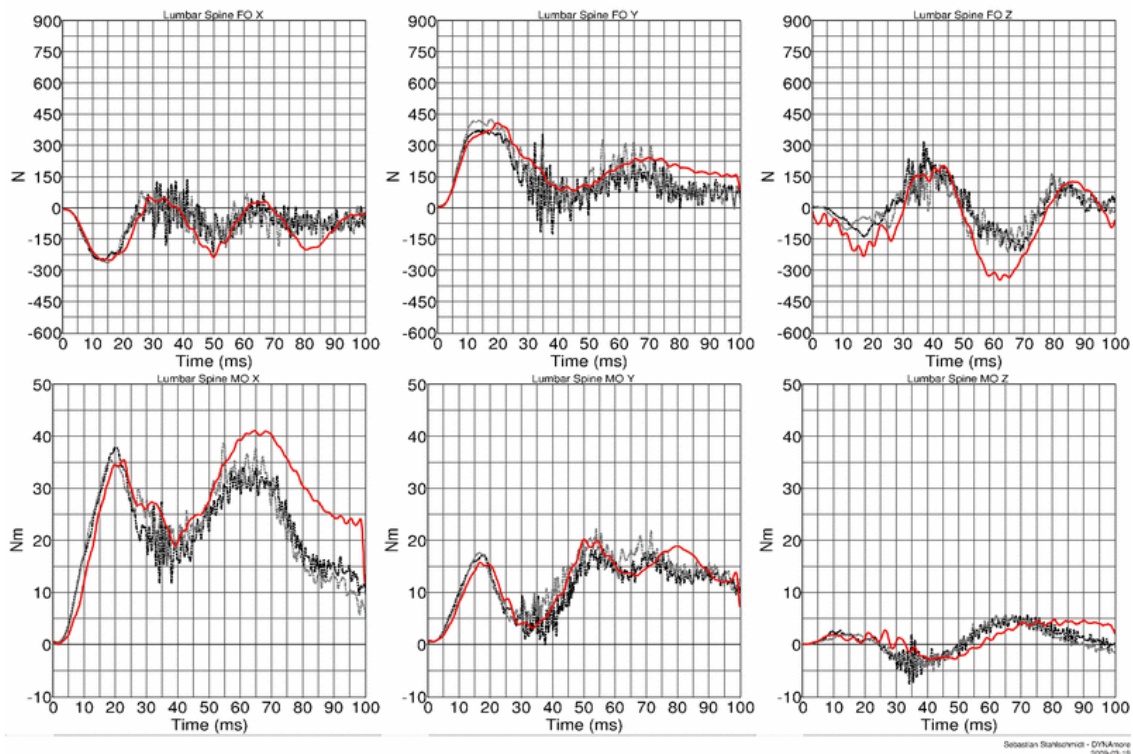 Lumbar Spine FO X
Lumbar Spine FO Y
Lumbar Spine FO Z
900
750
600
450
300
150
0
-150
-300
-450
-600
N
0 10 20 30 40 50 60 70 80 90 100
Time (ms)
900
750
600
450
300
150
0
-150
-300
-450
-600
N
0 10 20 30 40 50 60 70 80 90 100
Time (ms)
900
750
600
450
300
150
0
-150
-300
-450
-600
N
0 10 20 30 40 50 60 70 80 90 100
Time (ms)
Lumbar Spine MO X
Lumbar Spine MO Y
Lumbar Spine MO Z
50
40
30
20
10
0
-10
Nm
0 10 20 30 40 50 60 70 80 90 100
Time (ms)
50
40
30
20
10
0
-10
Nm
0 10 20 30 40 50 60 70 80 90 100
Time (ms)
50
40
30
20
10
0
-10
Nm
0 10 20 30 40 50 60 70 80 90 100
Time (ms)
Sebastian Stahlschmidt - DYNAmore